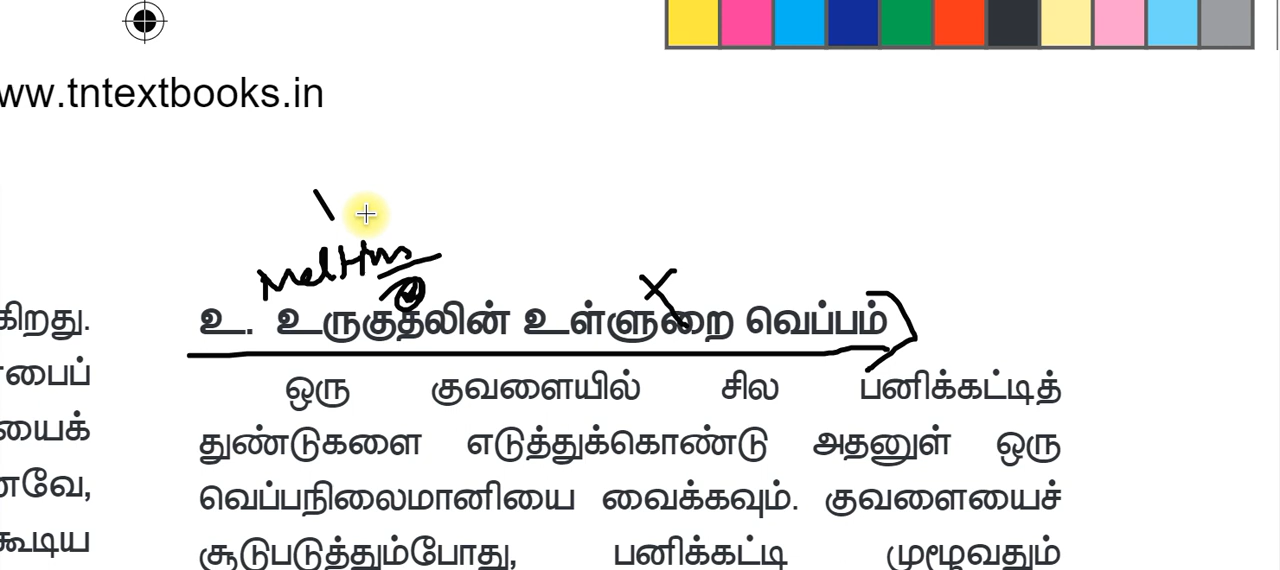 ww.tntextbooks.in
Melting
உ. உருகுதலின் உள்ளுறை வெப்பம்
கிறது.
ஒரு குவளையில் சில பனிக்கட்டித்
பைப்
துண்டுகளை எடுத்துக்கொண்டு அதனுள் ஒரு
யைக்
வெப்பநிலைமானியை வைக்கவும். குவளையைச்
னவே,
சூடுபடுத்தும்போது, பனிக்கட்டி முழுவதும்
கூடிய